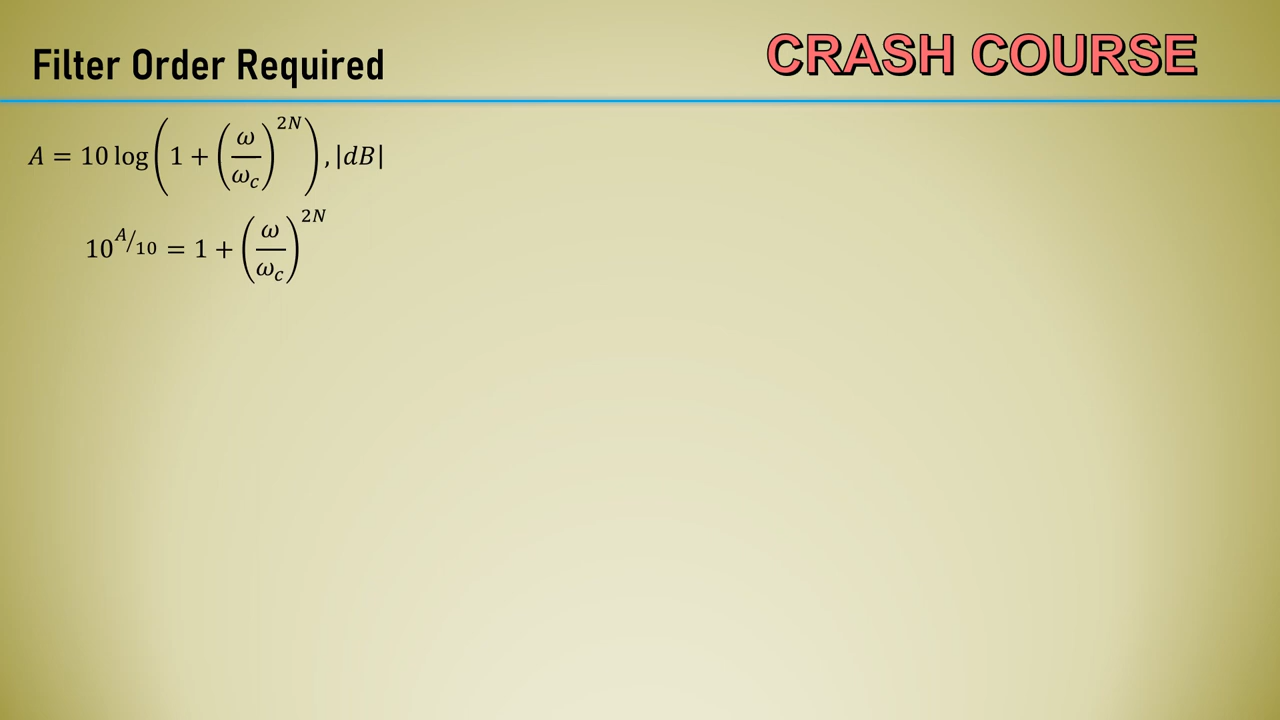 Filter Order Required
CRASH COURSE
A = 10 log(1 + (ω/ω_c)^{2N}), |dB|
10^{A/10} = 1 + (ω/ω_c)^{2N}